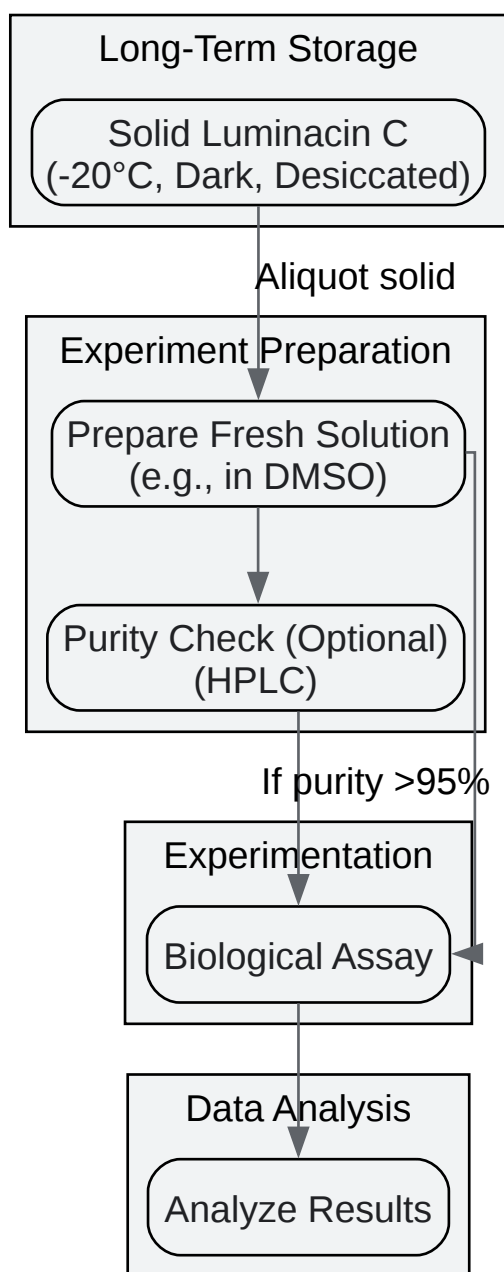 Long-Term Storage
Solid Luminacin C
(-20°C, Dark, Desiccated)
Aliquot solid
Experiment Preparation
Prepare Fresh Solution
(e.g., in DMSO)
Purity Check (Optional)
(HPLC)
If purity >95%
Experimentation
Biological Assay
Data Analysis
Analyze Results